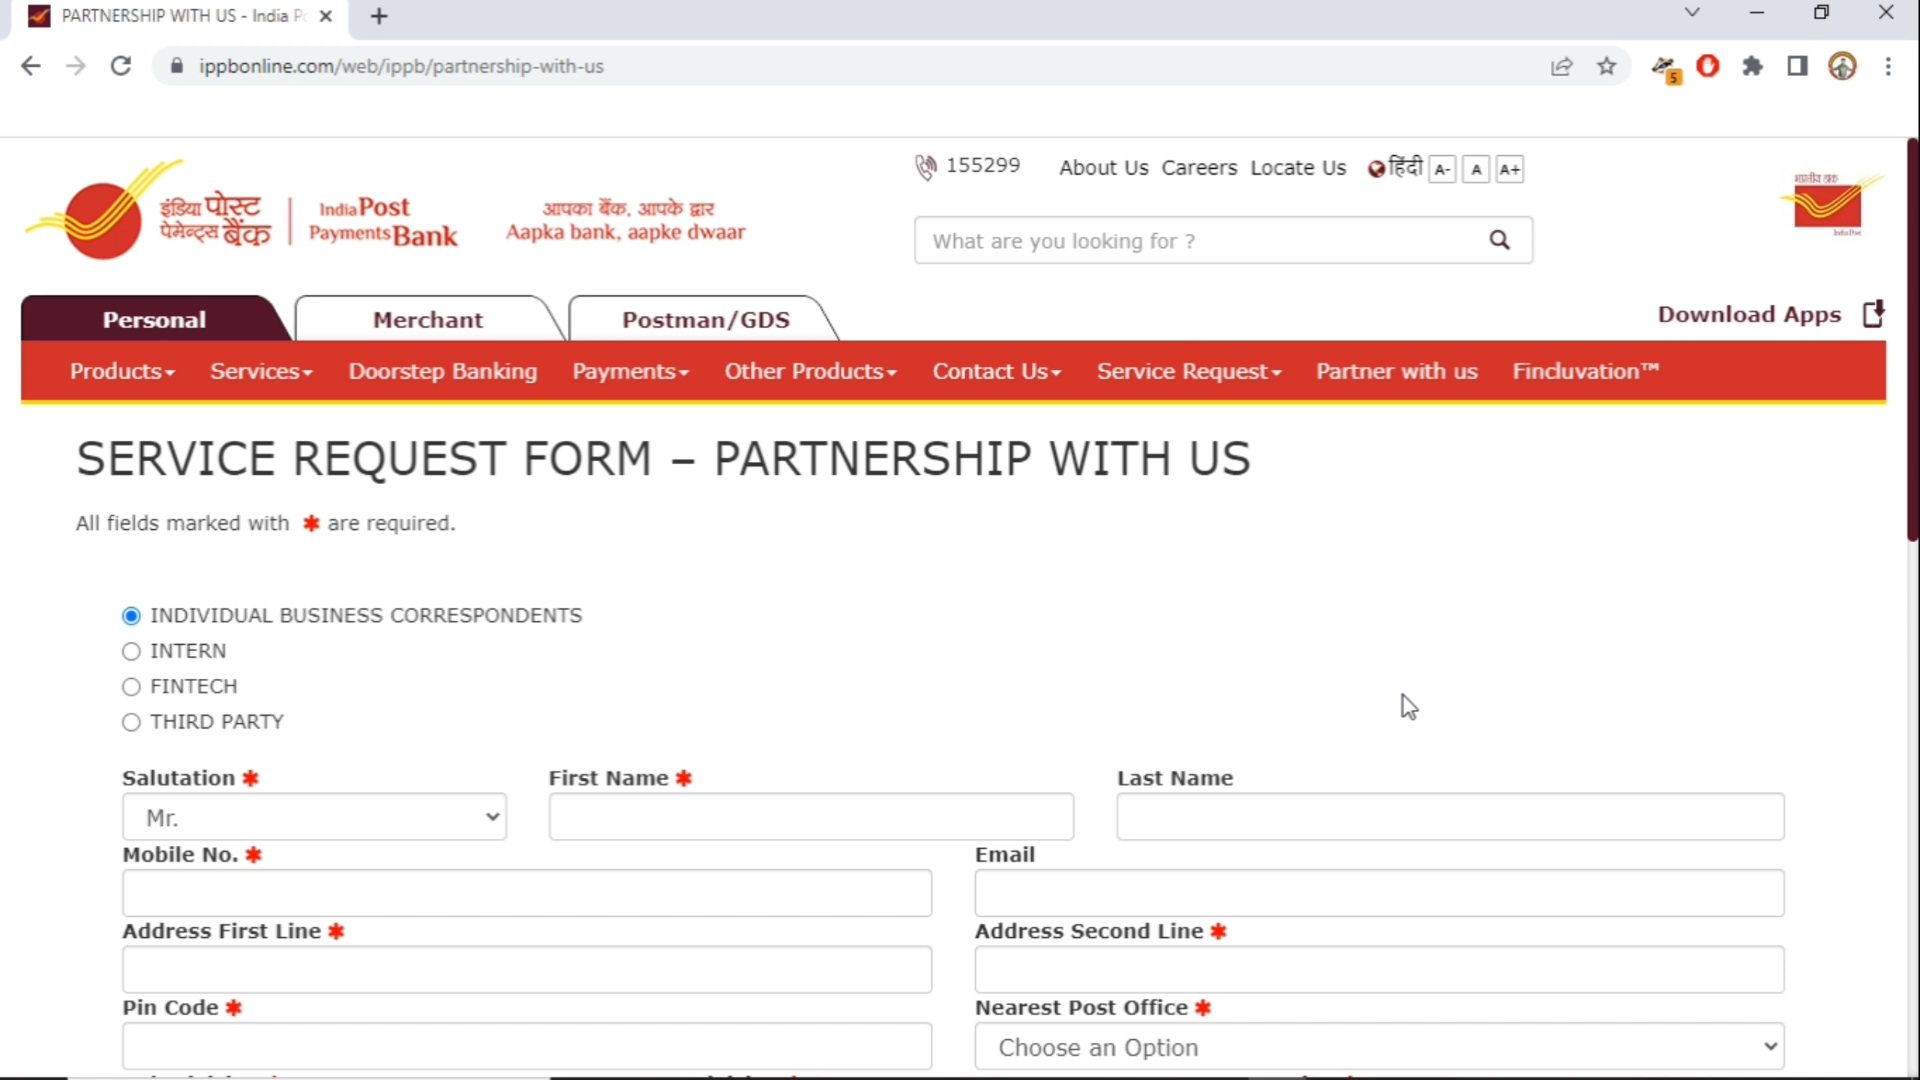 PARTNERSHIP WITH US - India P
ippbonline.com/web/ippb/partnership-with-us
5
155299 About Us Careers Locate Us हिंदी A- A A+
इंडिया पोस्ट पेमेन्ट्स बैंक
IndiaPost PaymentsBank
आपका बैंक, आपके द्वार
Aapka bank, aapke dwaar
What are you looking for ?
भारतीय डाक
India Post
Personal Merchant Postman/GDS Download Apps
Products Services Doorstep Banking Payments Other Products Contact Us Service Request Partner with us Fincluvation™
SERVICE REQUEST FORM – PARTNERSHIP WITH US
All fields marked with ✱ are required.
INDIVIDUAL BUSINESS CORRESPONDENTS
INTERN
FINTECH
THIRD PARTY
Salutation ✱ First Name ✱ Last Name
Mr.
Mobile No. ✱ Email
Address First Line ✱ Address Second Line ✱
Pin Code ✱ Nearest Post Office ✱
Choose an Option